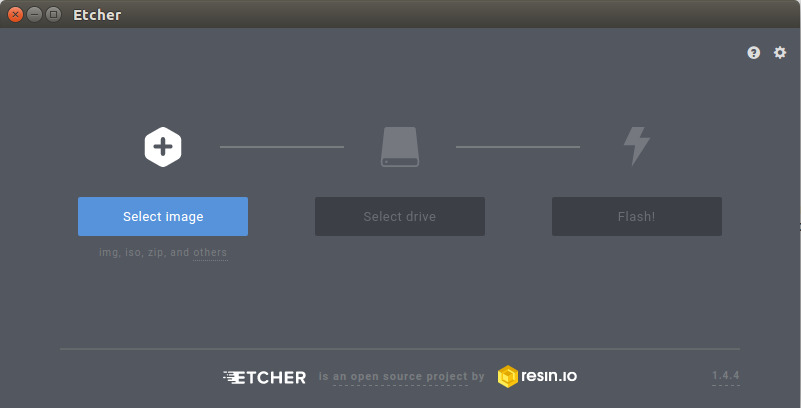 Etcher
Select image
Select drive
Flash!
img, iso, zip, and others
ETCHER is an open source project by resin.io
1.4.4